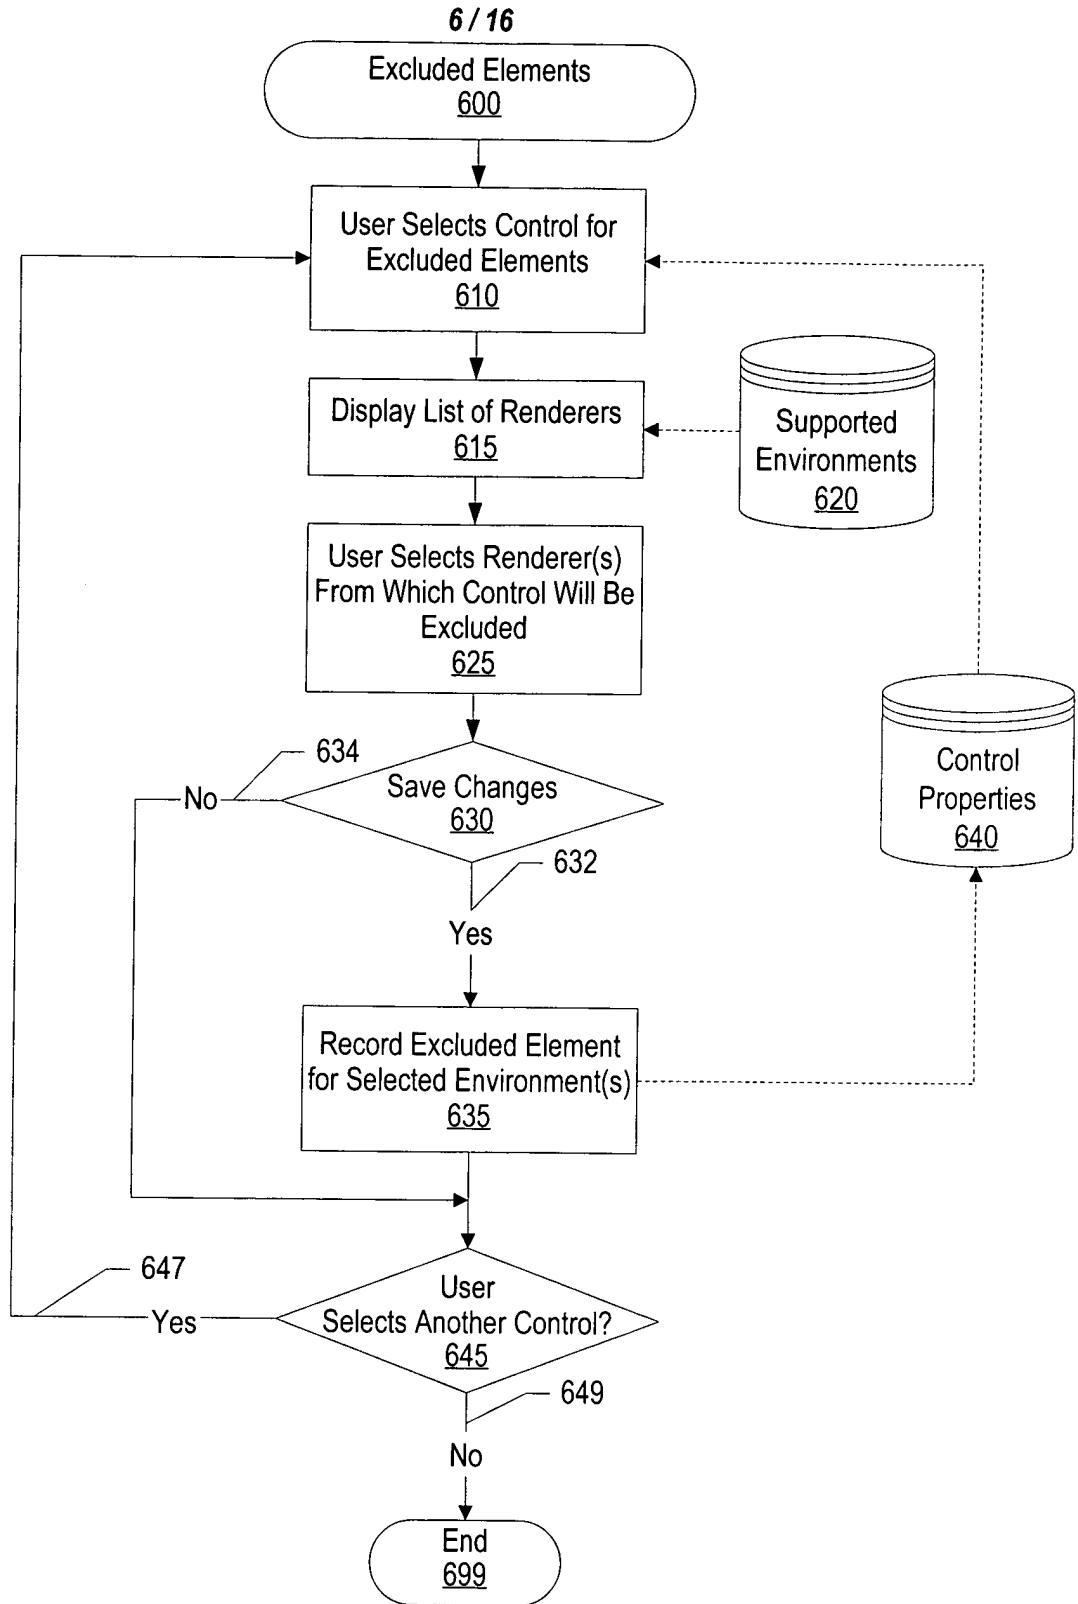 6 / 16
Excluded Elements
600
User Selects Control for
Excluded Elements
610
Display List of Renderers
615
Supported
Environments
620
User Selects Renderer(s)
From Which Control Will Be
Excluded
625
634
No
Save Changes
630
Control
Properties
640
632
Yes
Record Excluded Element
for Selected Environment(s)
635
647
Yes
User
Selects Another Control?
645
649
No
End
699